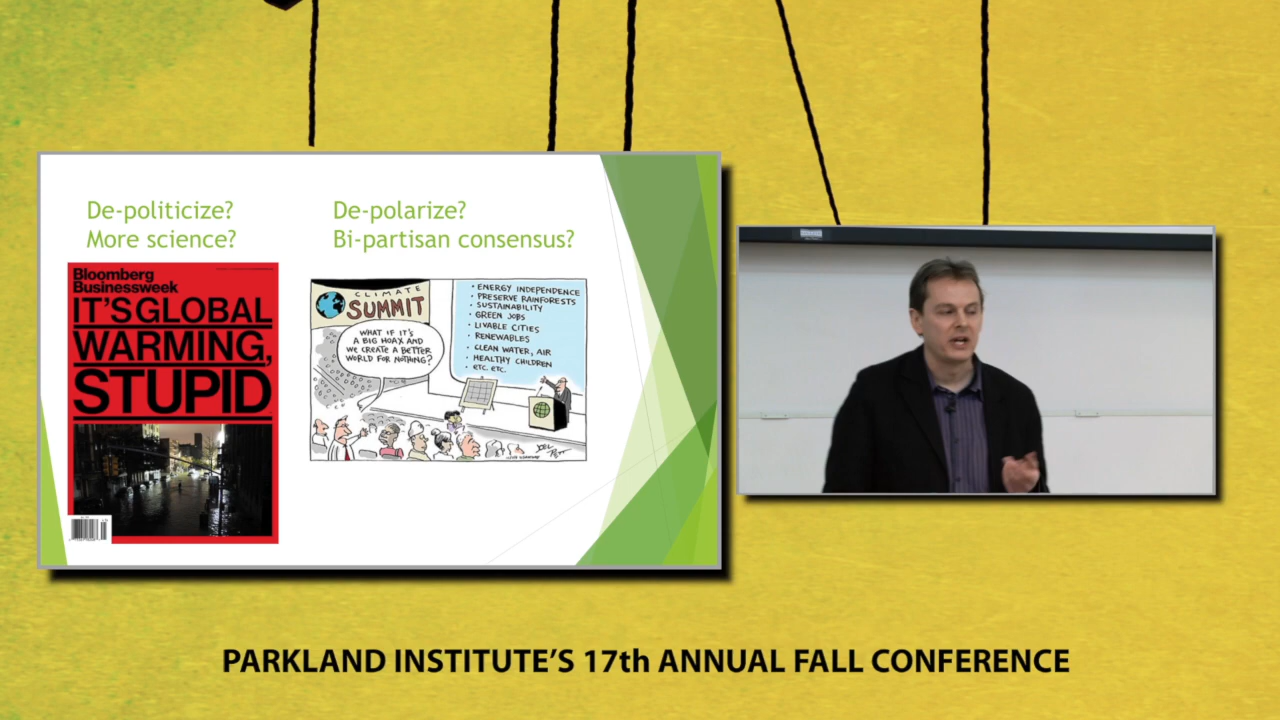 De-politicize?
More science?
De-polarize?
Bi-partisan consensus?
Bloomberg
Businessweek
IT'S GLOBAL
WARMING,
STUPID
CLIMATE
SUMMIT
WHAT IF IT'S
A BIG HOAX AND
WE CREATE A BETTER
WORLD FOR NOTHING?
• ENERGY INDEPENDENCE
• PRESERVE RAINFORESTS
• SUSTAINABILITY
• GREEN JOBS
• LIVABLE CITIES
• RENEWABLES
• CLEAN WATER, AIR
• HEALTHY CHILDREN
• ETC. ETC.
PARKLAND INSTITUTE'S 17th ANNUAL FALL CONFERENCE